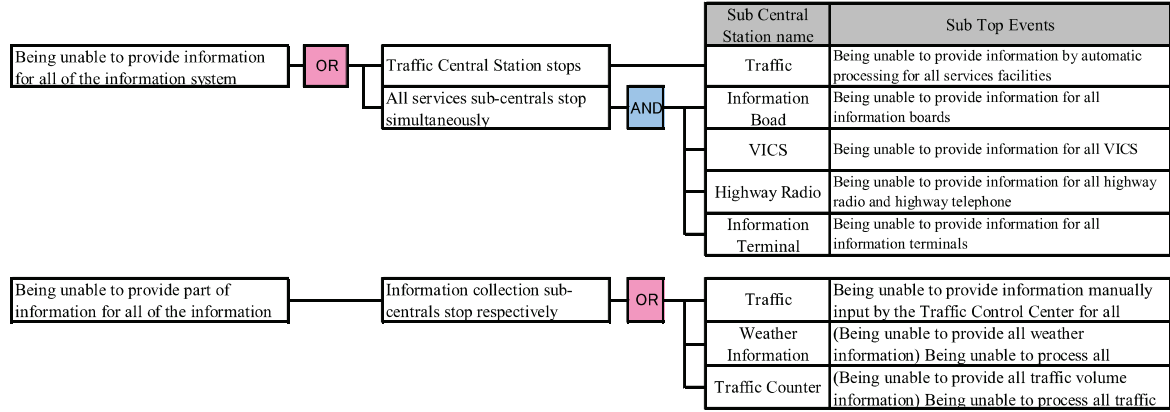 Sub Central
Station name
Sub Top Events
Being unable to provide information
for all of the information system
OR
Traffic Central Station stops
Traffic
Being unable to provide information by automatic
processing for all services facilities
All services sub-centrals stop
simultaneously
AND
Information
Boad
Being unable to provide information for all
information boards
VICS
Being unable to provide information for all VICS
Highway Radio
Being unable to provide information for all highway
radio and highway telephone
Information
Terminal
Being unable to provide information for all
information terminals
Being unable to provide part of
information for all of the information
Information collection sub-
centrals stop respectively
OR
Traffic
Being unable to provide information manually
input by the Traffic Control Center for all
Weather
Information
(Being unable to provide all weather
information) Being unable to process all
Traffic Counter
(Being unable to provide all traffic volume
information) Being unable to process all traffic